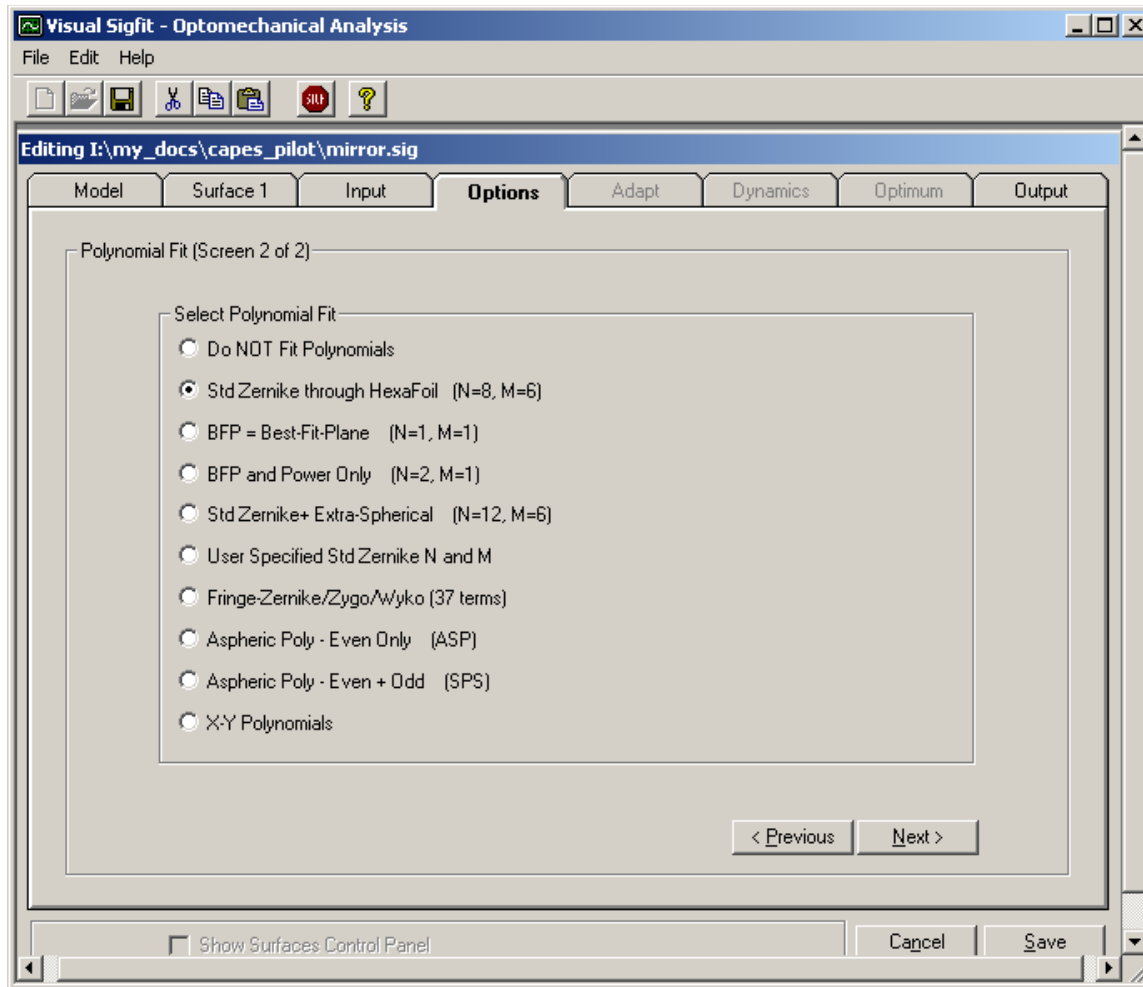 Visual Sigfit - Optomechanical Analysis
File Edit Help
STOP ?
Editing I:\my_docs\capes_pilot\mirror.sig
Model Surface 1 Input Options Adapt Dynamics Optimum Output
Polynomial Fit (Screen 2 of 2)
Select Polynomial Fit
Do NOT Fit Polynomials
Std Zernike through HexaFoil (N=8, M=6)
BFP = Best-Fit-Plane (N=1, M=1)
BFP and Power Only (N=2, M=1)
Std Zernike+ Extra-Spherical (N=12, M=6)
User Specified Std Zernike N and M
Fringe-Zernike/Zygo/Wyko (37 terms)
Aspheric Poly - Even Only (ASP)
Aspheric Poly - Even + Odd (SPS)
X-Y Polynomials
< Previous Next >
Show Surfaces Control Panel Cancel Save